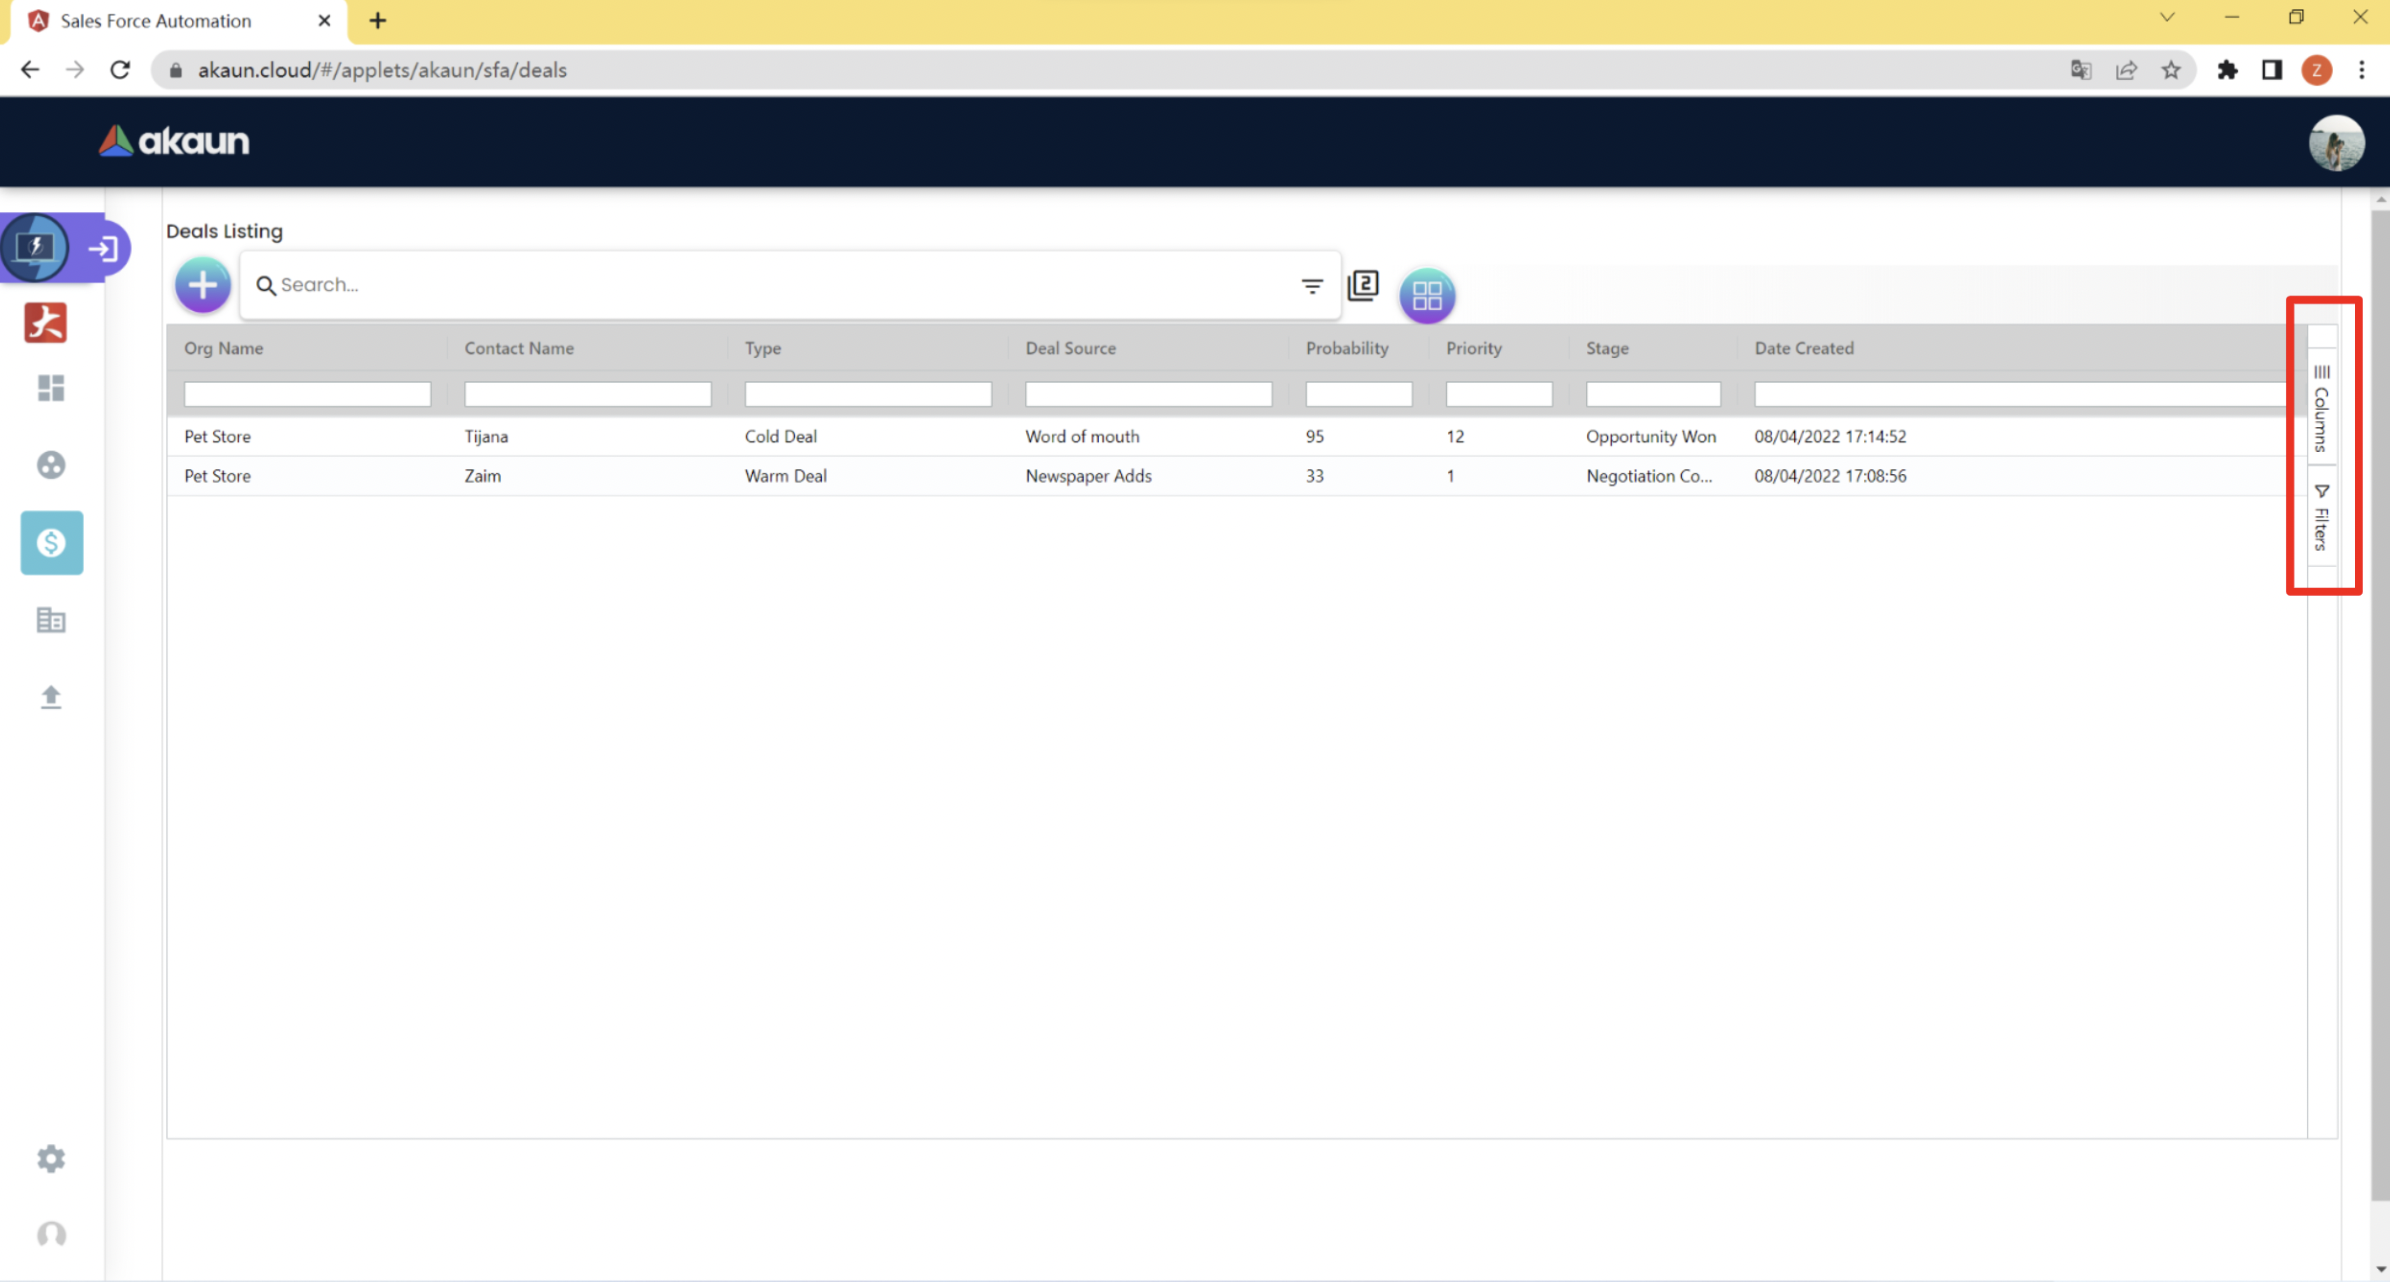 Sales Force Automation
akaun.cloud/#/applets/akaun/sfa/deals
Z
akaun
Deals Listing
Search...
2
Org Name Contact Name Type Deal Source Probability Priority Stage Date Created
Pet Store Tijana Cold Deal Word of mouth 95 12 Opportunity Won 08/04/2022 17:14:52
Pet Store Zaim Warm Deal Newspaper Adds 33 1 Negotiation Co... 08/04/2022 17:08:56
Columns
Filters